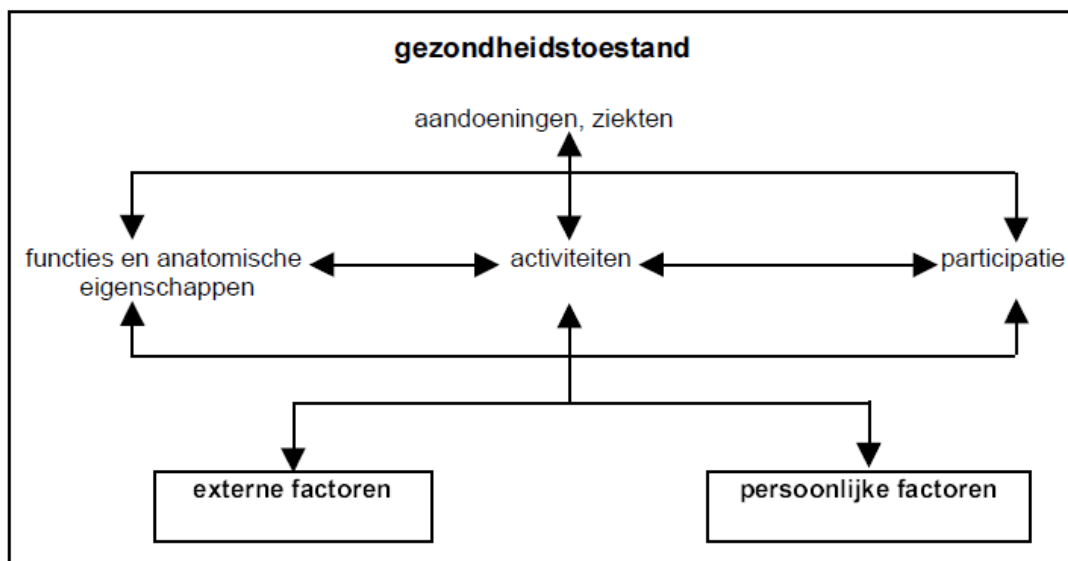 gezondheidstoestand
aandoeningen, ziekten
functies en anatomische
eigenschappen
activiteiten
participatie
externe factoren
persoonlijke factoren